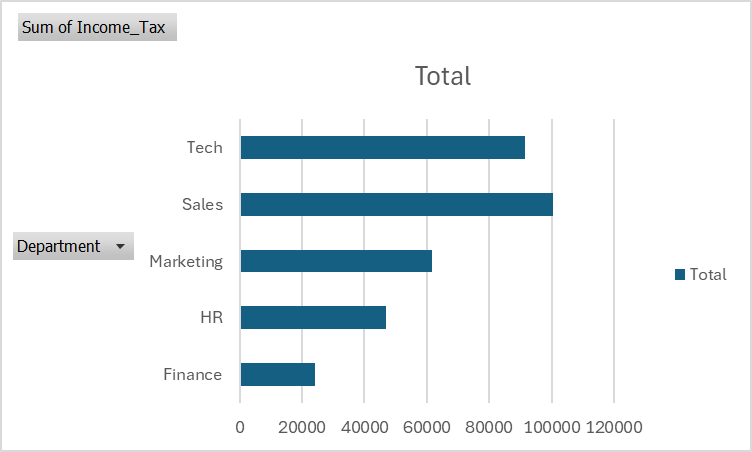 Sum of Income_Tax
Total
Tech
Sales
Department
Marketing
Total
HR
Finance
0 20000 40000 60000 80000 100000 120000